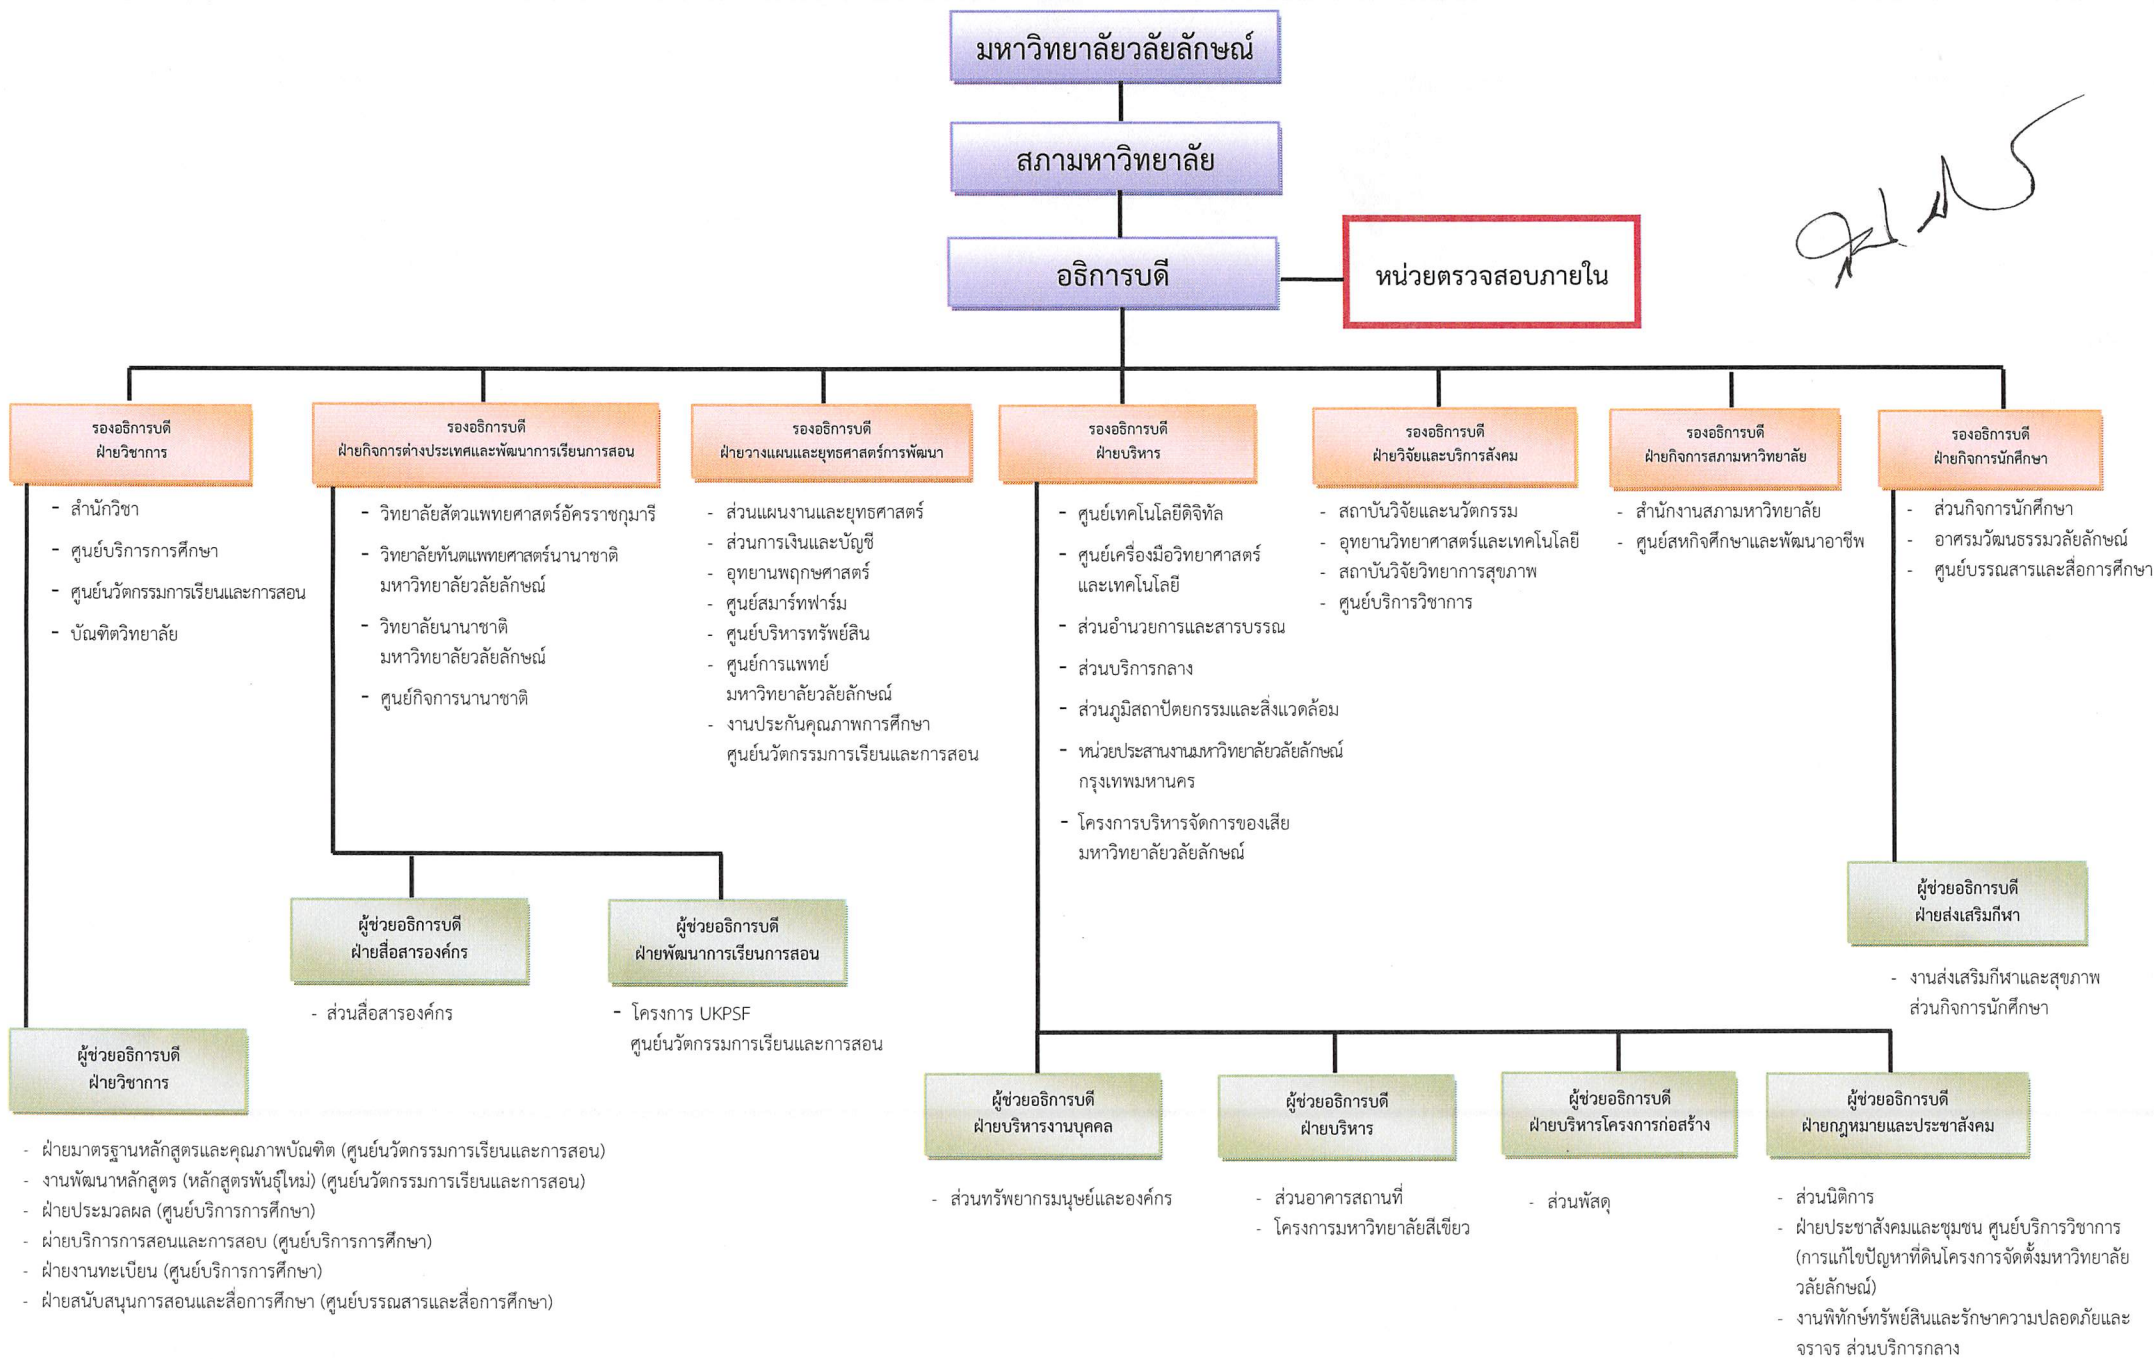 มหาวิทยาลัยวลัยลักษณ์
สภามหาวิทยาลัย
อธิการบดี
หน่วยตรวจสอบภายใน
รองอธิการบดี
ฝ่ายวิชาการ
- สำนักวิชา
- ศูนย์บริการการศึกษา
- ศูนย์นวัตกรรมการเรียนและการสอน
- บัณฑิตวิทยาลัย
รองอธิการบดี
ฝ่ายกิจการต่างประเทศและพัฒนาการเรียนการสอน
- วิทยาลัยสัตวแพทยศาสตร์อัครราชกุมารี
- วิทยาลัยทันตแพทยศาสตร์นานาชาติ
มหาวิทยาลัยวลัยลักษณ์
- วิทยาลัยนานาชาติ
มหาวิทยาลัยวลัยลักษณ์
- ศูนย์กิจการนานาชาติ
รองอธิการบดี
ฝ่ายวางแผนและยุทธศาสตร์การพัฒนา
- ส่วนแผนงานและยุทธศาสตร์
- ส่วนการเงินและบัญชี
- อุทยานพฤกษศาสตร์
- ศูนย์สมาร์ทฟาร์ม
- ศูนย์บริหารทรัพย์สิน
- ศูนย์การแพทย์
มหาวิทยาลัยวลัยลักษณ์
- งานประกันคุณภาพการศึกษา
ศูนย์นวัตกรรมการเรียนและการสอน
รองอธิการบดี
ฝ่ายบริหาร
- ศูนย์เทคโนโลยีดิจิทัล
- ศูนย์เครื่องมือวิทยาศาสตร์
และเทคโนโลยี
- ส่วนอำนวยการและสารบรรณ
- ส่วนบริการกลาง
- ส่วนภูมิสถาปัตยกรรมและสิ่งแวดล้อม
- หน่วยประสานงานมหาวิทยาลัยวลัยลักษณ์
กรุงเทพมหานคร
- โครงการบริหารจัดการของเสีย
มหาวิทยาลัยวลัยลักษณ์
รองอธิการบดี
ฝ่ายวิจัยและบริการสังคม
- สถาบันวิจัยและนวัตกรรม
- อุทยานวิทยาศาสตร์และเทคโนโลยี
- สถาบันวิจัยวิทยาการสุขภาพ
- ศูนย์บริการวิชาการ
รองอธิการบดี
ฝ่ายกิจการสภามหาวิทยาลัย
- สำนักงานสภามหาวิทยาลัย
- ศูนย์สหกิจศึกษาและพัฒนาอาชีพ
รองอธิการบดี
ฝ่ายกิจการนักศึกษา
- ส่วนกิจการนักศึกษา
- อาศรมวัฒนธรรมวลัยลักษณ์
- ศูนย์บรรณสารและสื่อการศึกษา
ผู้ช่วยอธิการบดี
ฝ่ายสื่อสารองค์กร
- ส่วนสื่อสารองค์กร
ผู้ช่วยอธิการบดี
ฝ่ายพัฒนาการเรียนการสอน
- โครงการ UKPSF
ศูนย์นวัตกรรมการเรียนและการสอน
ผู้ช่วยอธิการบดี
ฝ่ายส่งเสริมกีฬา
- งานส่งเสริมกีฬาและสุขภาพ
ส่วนกิจการนักศึกษา
ผู้ช่วยอธิการบดี
ฝ่ายวิชาการ
- ฝ่ายมาตรฐานหลักสูตรและคุณภาพบัณฑิต (ศูนย์นวัตกรรมการเรียนและการสอน)
- งานพัฒนาหลักสูตร (หลักสูตรพันธุ์ใหม่) (ศูนย์นวัตกรรมการเรียนและการสอน)
- ฝ่ายประมวลผล (ศูนย์บริการการศึกษา)
- ผ่ายบริการการสอนและการสอบ (ศูนย์บริการการศึกษา)
- ฝ่ายงานทะเบียน (ศูนย์บริการการศึกษา)
- ฝ่ายสนับสนุนการสอนและสื่อการศึกษา (ศูนย์บรรณสารและสื่อการศึกษา)
ผู้ช่วยอธิการบดี
ฝ่ายบริหารงานบุคคล
- ส่วนทรัพยากรมนุษย์และองค์กร
ผู้ช่วยอธิการบดี
ฝ่ายบริหาร
- ส่วนอาคารสถานที่
- โครงการมหาวิทยาลัยสีเขียว
ผู้ช่วยอธิการบดี
ฝ่ายบริหารโครงการก่อสร้าง
- ส่วนพัสดุ
ผู้ช่วยอธิการบดี
ฝ่ายกฎหมายและประชาสังคม
- ส่วนนิติการ
- ฝ่ายประชาสังคมและชุมชน ศูนย์บริการวิชาการ
(การแก้ไขปัญหาที่ดินโครงการจัดตั้งมหาวิทยาลัย
วลัยลักษณ์)
- งานพิทักษ์ทรัพย์สินและรักษาความปลอดภัยและ
จราจร ส่วนบริการกลาง